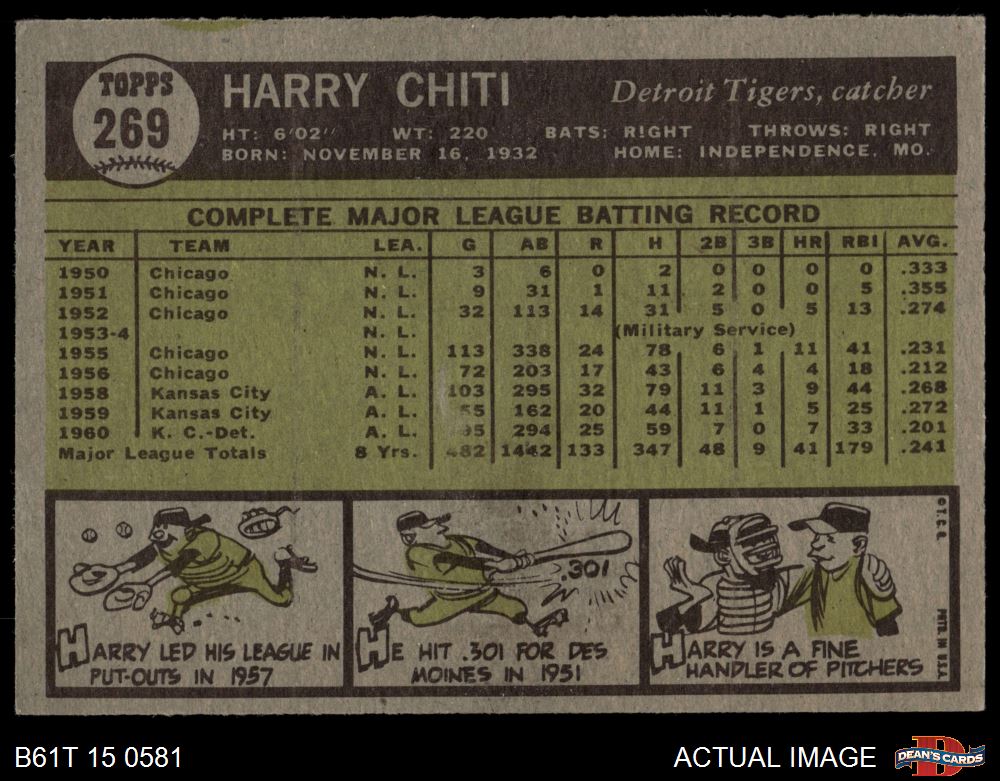 TOPPS
269
HARRY CHITI
Detroit Tigers, catcher
HT: 6'02" WT: 220 BATS: RIGHT THROWS: RIGHT
BORN: NOVEMBER 16, 1932 HOME: INDEPENDENCE, MO.
COMPLETE MAJOR LEAGUE BATTING RECORD
YEAR TEAM LEA. G AB R H 2B 3B HR RBI AVG.
1950 Chicago N. L. 3 6 0 2 0 0 0 0 .333
1951 Chicago N. L. 9 31 1 11 2 0 0 5 .355
1952 Chicago N. L. 32 113 14 31 5 0 5 13 .274
1953-4 N. L. (Military Service)
1955 Chicago N. L. 113 338 24 78 6 1 11 41 .231
1956 Chicago N. L. 72 203 17 43 6 4 4 18 .212
1958 Kansas City A. L. 103 295 32 79 11 3 9 44 .268
1959 Kansas City A. L. 55 162 20 44 11 1 5 25 .272
1960 K. C.-Det. A. L. 95 294 25 59 7 0 7 33 .201
Major League Totals 8 Yrs. 482 1442 133 347 48 9 41 179 .241
HARRY LED HIS LEAGUE IN
PUT-OUTS IN 1957
.301
HE HIT .301 FOR DES
MOINES IN 1951
HARRY IS A FINE
HANDLER OF PITCHERS
© T.C.G.
PRTD. IN U.S.A.
B61T 15 0581
ACTUAL IMAGE
D
DEAN'S CARDS